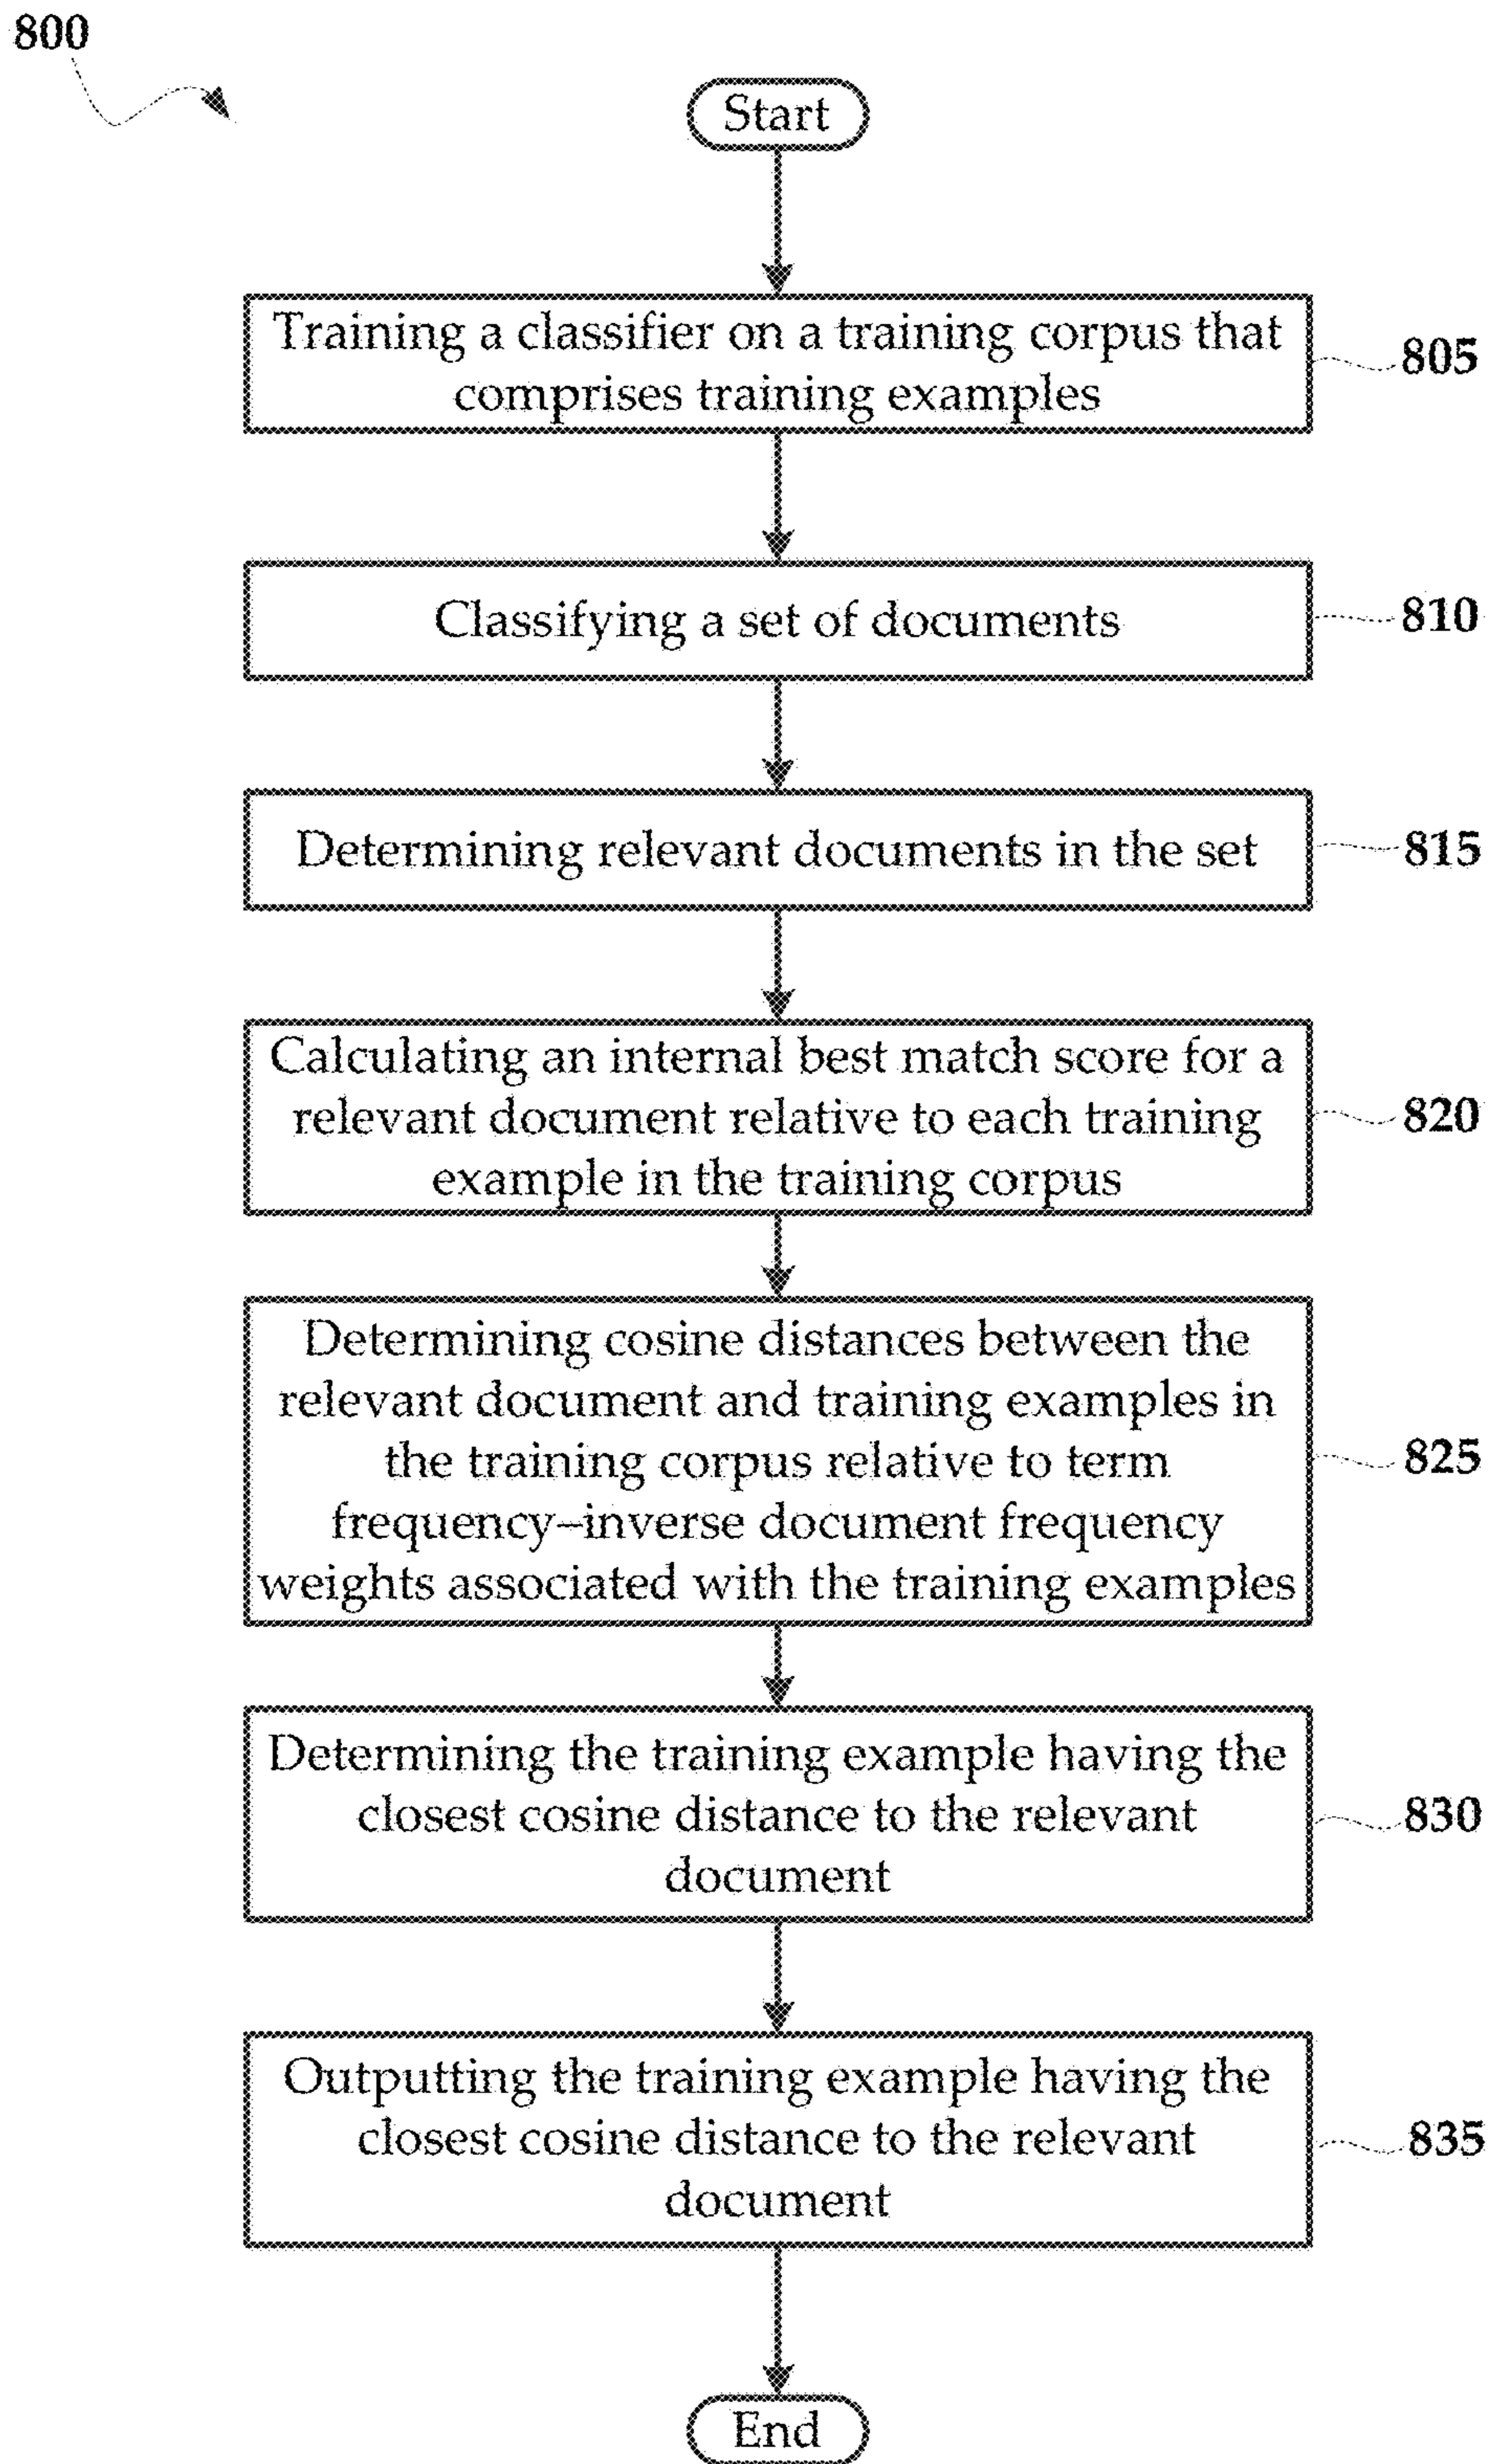 800
Start
Training a classifier on a training corpus that
comprises training examples
805
Classifying a set of documents
810
Determining relevant documents in the set
815
Calculating an internal best match score for a
relevant document relative to each training
example in the training corpus
820
Determining cosine distances between the
relevant document and training examples in
the training corpus relative to term
frequency–inverse document frequency
weights associated with the training examples
825
Determining the training example having the
closest cosine distance to the relevant
document
830
Outputting the training example having the
closest cosine distance to the relevant
document
835
End